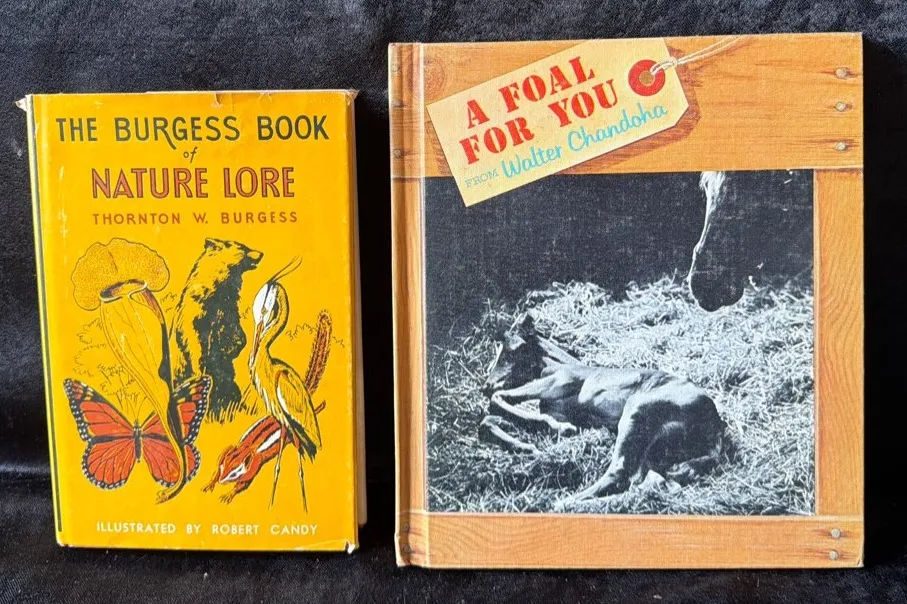 THE BURGESS BOOK
of
NATURE LORE
THORNTON W. BURGESS
ILLUSTRATED BY ROBERT CANDY
A FOAL
FOR YOU
FROM Walter Chandoha